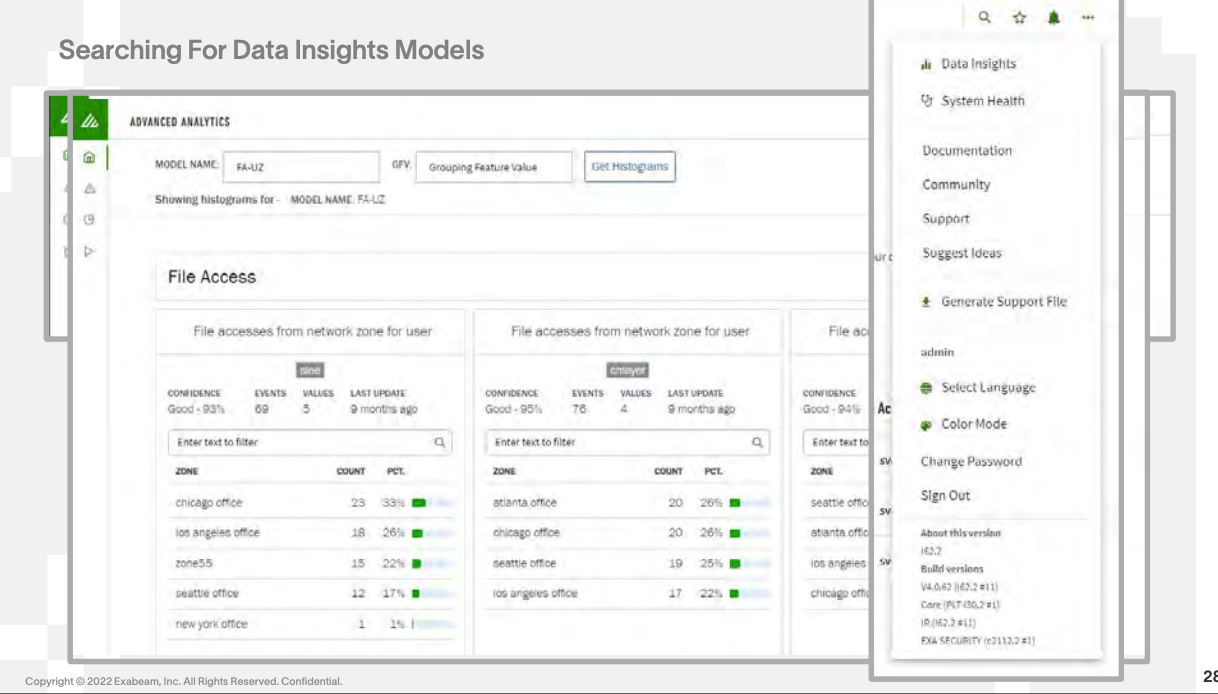 Searching For Data Insights Models
ADVANCED ANALYTICS
MODEL NAME: FA-UZ GFV: Grouping Feature Value Get Histograms
Showing histograms for - MODEL NAME: FA-UZ
File Access
File accesses from network zone for user
CONFIDENCE EVENTS VALUES LAST UPDATE
Good - 93% 69 5 9 months ago
Enter text to filter
ZONE COUNT PCT.
chicago office 23 33%
los angeles office 18 26%
zone55 15 22%
seattle office 12 17%
new york office 1 1%
File accesses from network zone for user
cmayer
CONFIDENCE EVENTS VALUES LAST UPDATE
Good - 95% 76 4 9 months ago
Enter text to filter
ZONE COUNT PCT.
atlanta office 20 26%
chicago office 20 26%
seattle office 19 25%
los angeles office 17 22%
File acc
CONFIDENCE
Good - 94%
Enter text to
ZONE
seattle offic
atlanta offic
los angeles
chicago offic
ur c
Ac
sv
sv
sv
Data Insights
System Health
Documentation
Community
Support
Suggest Ideas
Generate Support File
admin
Select Language
Color Mode
Change Password
Sign Out
About this version
i62.2
Build versions
V4.0.62 (i62.2 #11)
Core (PLT-i30.2 #1)
IR (i62.2 #11)
EXA SECURITY (c2112.2 #1)
Copyright © 2022 Exabeam, Inc. All Rights Reserved. Confidential.
28